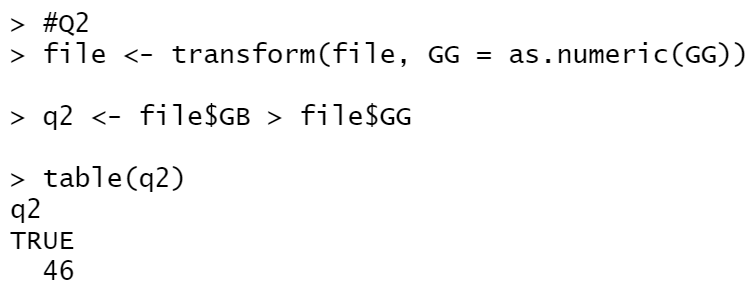 > #Q2
> file <- transform(file, GG = as.numeric(GG))
> q2 <- file$GB > file$GG
> table(q2)
q2
TRUE
46